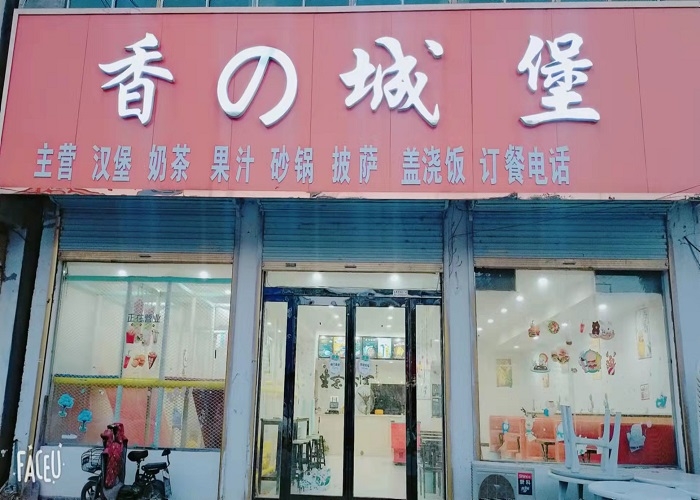 香の城堡
主营 汉堡 奶茶 果汁 砂锅 披萨 盖浇饭 订餐电话
正在营业
FACEU